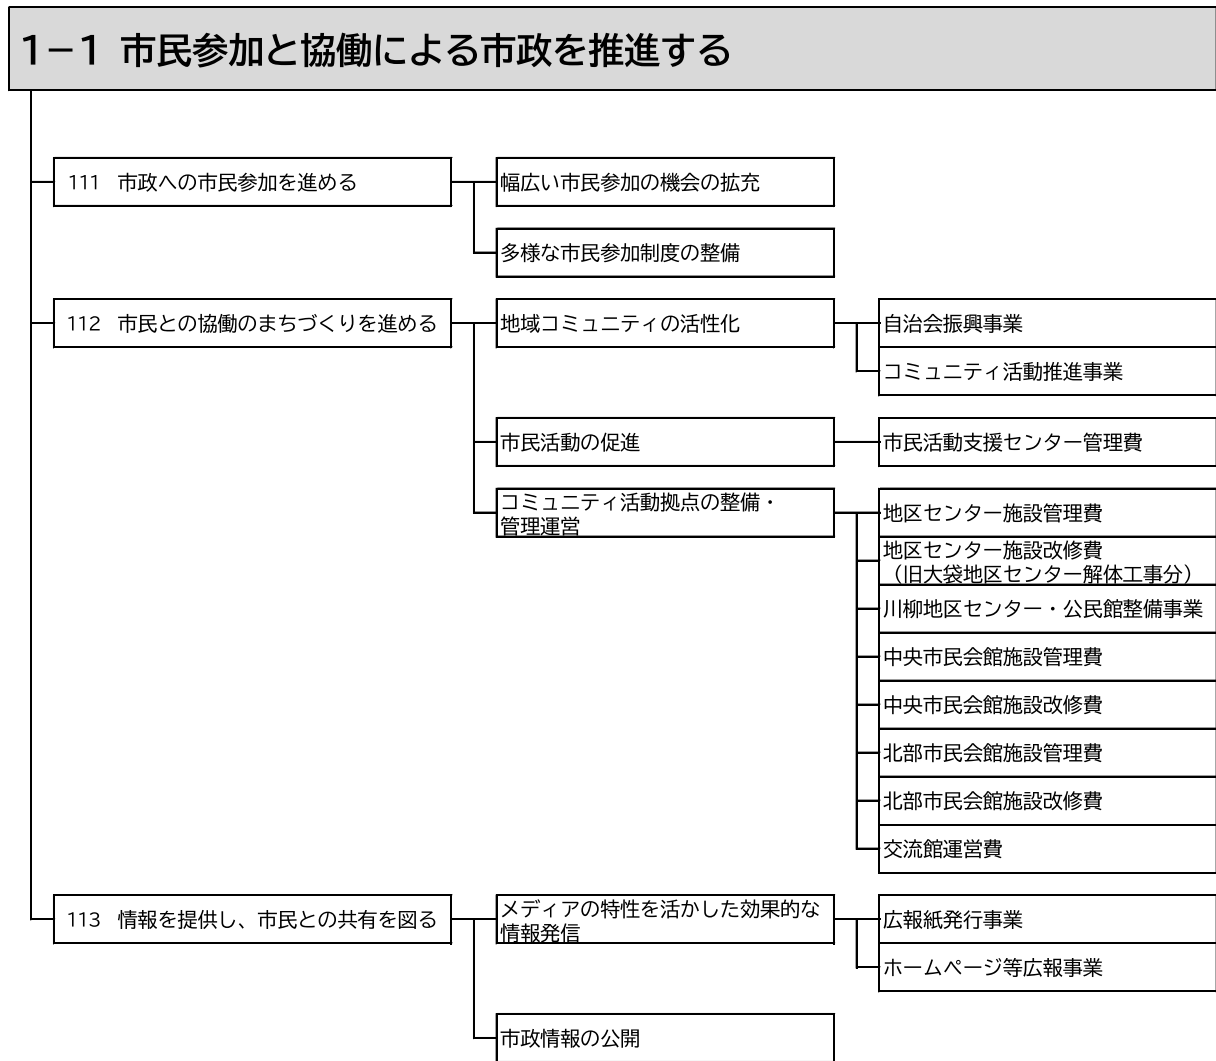 1−1 市民参加と協働による市政を推進する
111 市政への市民参加を進める
幅広い市民参加の機会の拡充
多様な市民参加制度の整備
112 市民との協働のまちづくりを進める
地域コミュニティの活性化
自治会振興事業
コミュニティ活動推進事業
市民活動の促進
市民活動支援センター管理費
コミュニティ活動拠点の整備・
管理運営
地区センター施設管理費
地区センター施設改修費
（旧大袋地区センター解体工事分）
川柳地区センター・公民館整備事業
中央市民会館施設管理費
中央市民会館施設改修費
北部市民会館施設管理費
北部市民会館施設改修費
交流館運営費
113 情報を提供し、市民との共有を図る
メディアの特性を活かした効果的な
情報発信
広報紙発行事業
ホームページ等広報事業
市政情報の公開